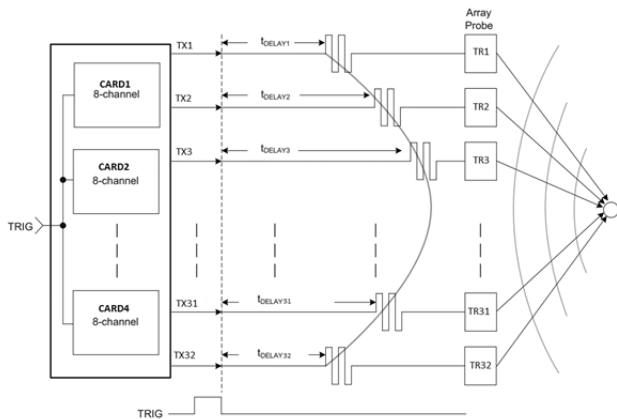 Array
Probe
TX1
tDELAY1
TR1
CARD1
8-channel
TX2
tDELAY2
TR2
CARD2
8-channel
TX3
tDELAY3
TR3
TRIG
CARD4
8-channel
TX31
tDELAY31
TR31
TX32
tDELAY32
TR32
TRIG